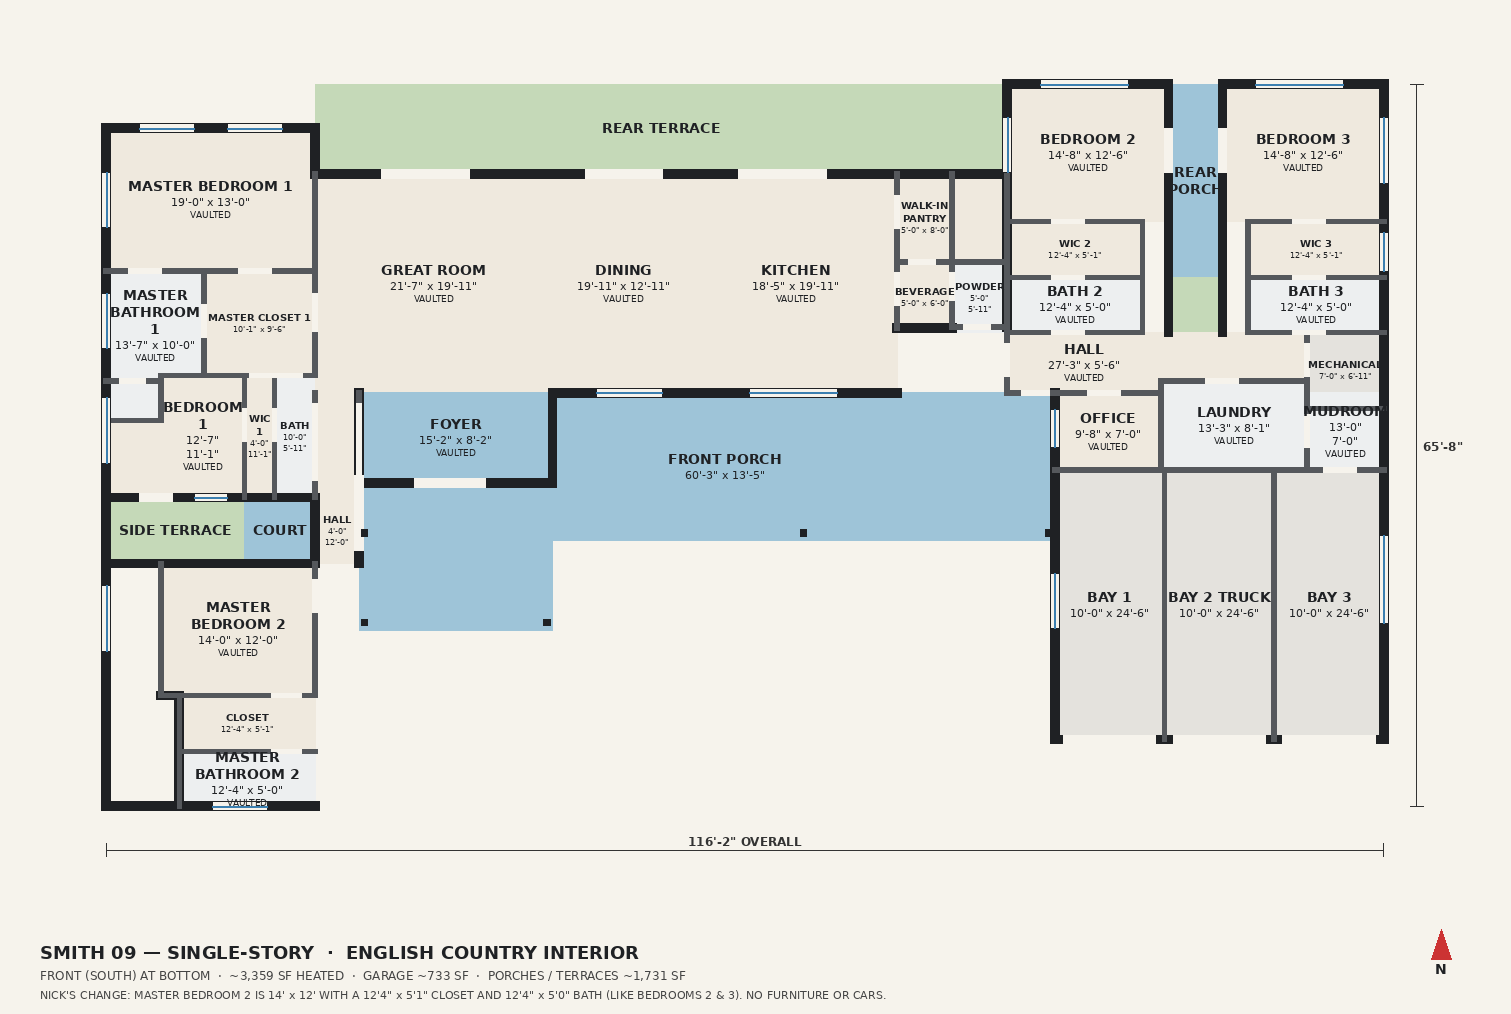 REAR TERRACE
BEDROOM 2
14'-8" x 12'-6"
VAULTED
BEDROOM 3
14'-8" x 12'-6"
VAULTED
REAR
PORCH
MASTER BEDROOM 1
19'-0" x 13'-0"
VAULTED
WALK-IN
PANTRY
5'-0" x 8'-0"
GREAT ROOM
21'-7" x 19'-11"
VAULTED
DINING
19'-11" x 12'-11"
VAULTED
KITCHEN
18'-5" x 19'-11"
VAULTED
WIC 2
12'-4" x 5'-1"
WIC 3
12'-4" x 5'-1"
BEVERAGE
5'-0" x 6'-0"
POWDER
5'-0"
5'-11"
BATH 2
12'-4" x 5'-0"
VAULTED
BATH 3
12'-4" x 5'-0"
VAULTED
MASTER
BATHROOM
1
13'-7" x 10'-0"
VAULTED
MASTER CLOSET 1
10'-1" x 9'-6"
HALL
27'-3" x 5'-6"
VAULTED
MECHANICAL
7'-0" x 6'-11"
BEDROOM
1
12'-7"
11'-1"
VAULTED
WIC
1
4'-0"
11'-1"
BATH
10'-0"
5'-11"
FOYER
15'-2" x 8'-2"
VAULTED
FRONT PORCH
60'-3" x 13'-5"
OFFICE
9'-8" x 7'-0"
VAULTED
LAUNDRY
13'-3" x 8'-1"
VAULTED
MUDROOM
13'-0"
7'-0"
VAULTED
65'-8"
SIDE TERRACE
COURT
HALL
4'-0"
12'-0"
MASTER
BEDROOM 2
14'-0" x 12'-0"
VAULTED
BAY 1
10'-0" x 24'-6"
BAY 2 TRUCK
10'-0" x 24'-6"
BAY 3
10'-0" x 24'-6"
CLOSET
12'-4" x 5'-1"
MASTER
BATHROOM 2
12'-4" x 5'-0"
VAULTED
116'-2" OVERALL
SMITH 09 — SINGLE-STORY · ENGLISH COUNTRY INTERIOR
FRONT (SOUTH) AT BOTTOM · ~3,359 SF HEATED · GARAGE ~733 SF · PORCHES / TERRACES ~1,731 SF
NICK'S CHANGE: MASTER BEDROOM 2 IS 14' x 12' WITH A 12'4" x 5'1" CLOSET AND 12'4" x 5'0" BATH (LIKE BEDROOMS 2 & 3). NO FURNITURE OR CARS.
N